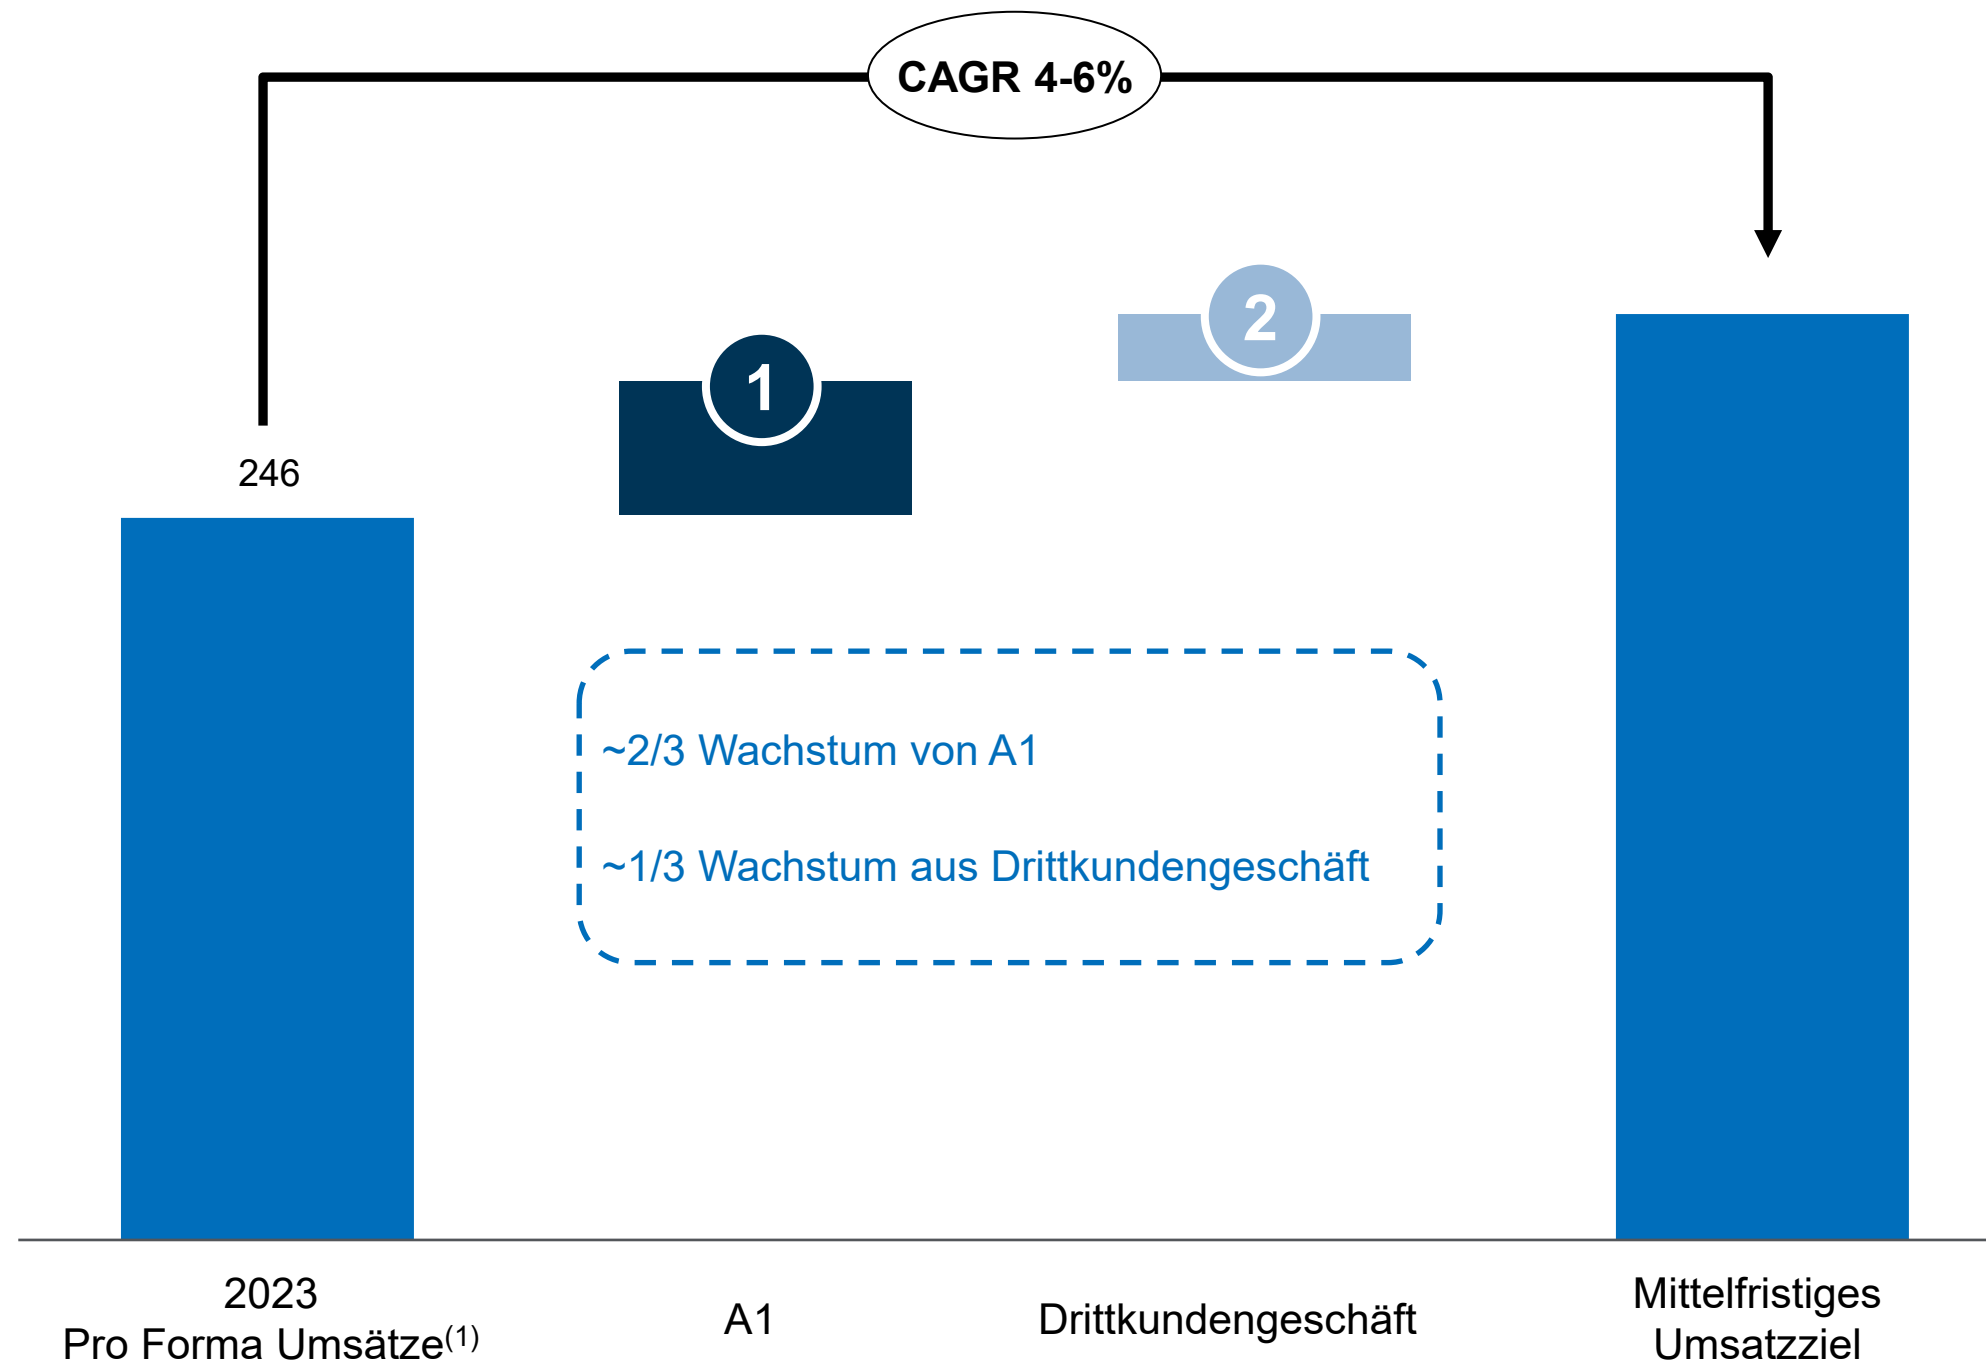 CAGR 4-6%
2
1
246
~2/3 Wachstum von A1
~1/3 Wachstum aus Drittkundengeschäft
2023
Pro Forma Umsätze(1)
A1
Drittkundengeschäft
Mittelfristiges
Umsatzziel